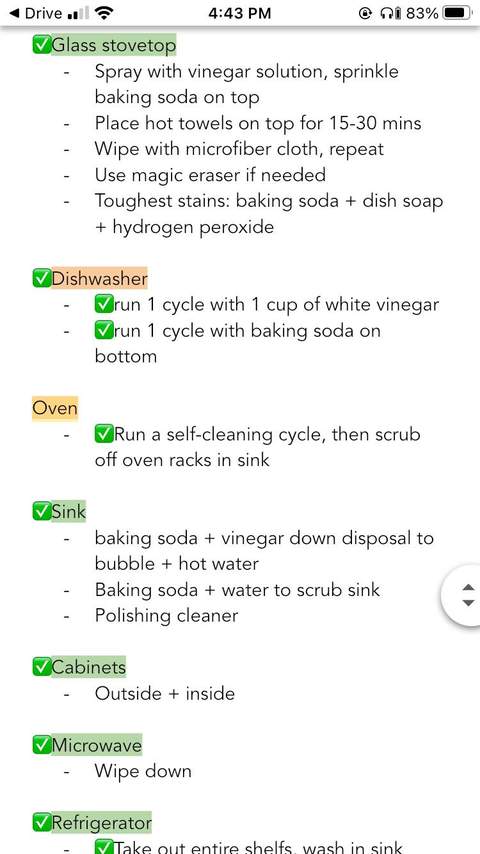 Drive 4:43 PM 83%
✅Glass stovetop
- Spray with vinegar solution, sprinkle
baking soda on top
- Place hot towels on top for 15-30 mins
- Wipe with microfiber cloth, repeat
- Use magic eraser if needed
- Toughest stains: baking soda + dish soap
+ hydrogen peroxide
✅Dishwasher
- ✅run 1 cycle with 1 cup of white vinegar
- ✅run 1 cycle with baking soda on
bottom
Oven
- ✅Run a self-cleaning cycle, then scrub
off oven racks in sink
✅Sink
- baking soda + vinegar down disposal to
bubble + hot water
- Baking soda + water to scrub sink
- Polishing cleaner
✅Cabinets
- Outside + inside
✅Microwave
- Wipe down
✅Refrigerator
- ✅Take out entire shelfs, wash in sink